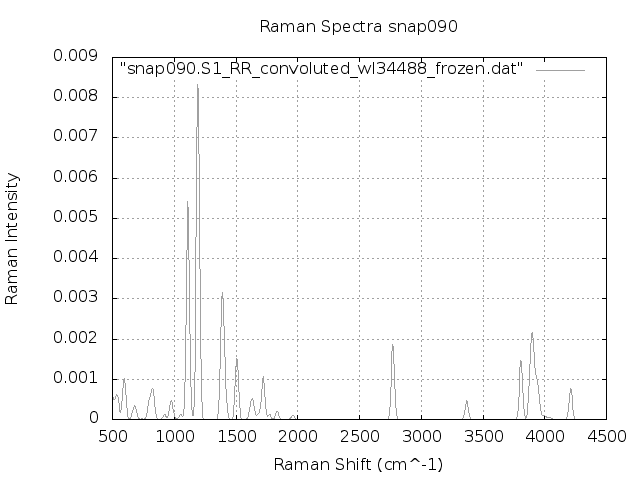 Raman Spectra snap090
"snap090.S1_RR_convoluted_wl34488_frozen.dat"
0.009
0.008
0.007
0.006
0.005
0.004
0.003
0.002
0.001
0
Raman Intensity
500 1000 1500 2000 2500 3000 3500 4000 4500
Raman Shift (cm^-1)